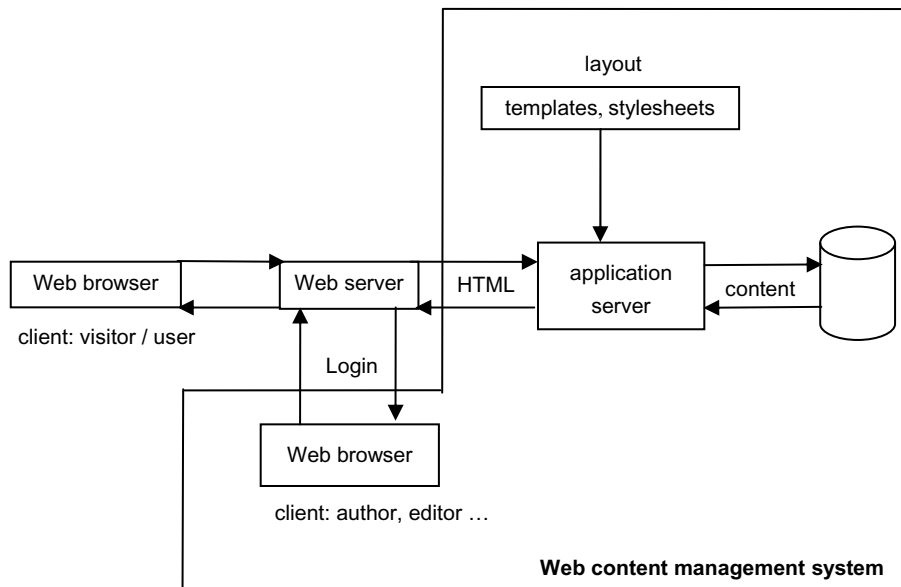 layout
templates, stylesheets
Web browser
Web server
HTML
application
server
content
client: visitor / user
Login
Web browser
client: author, editor …
Web content management system